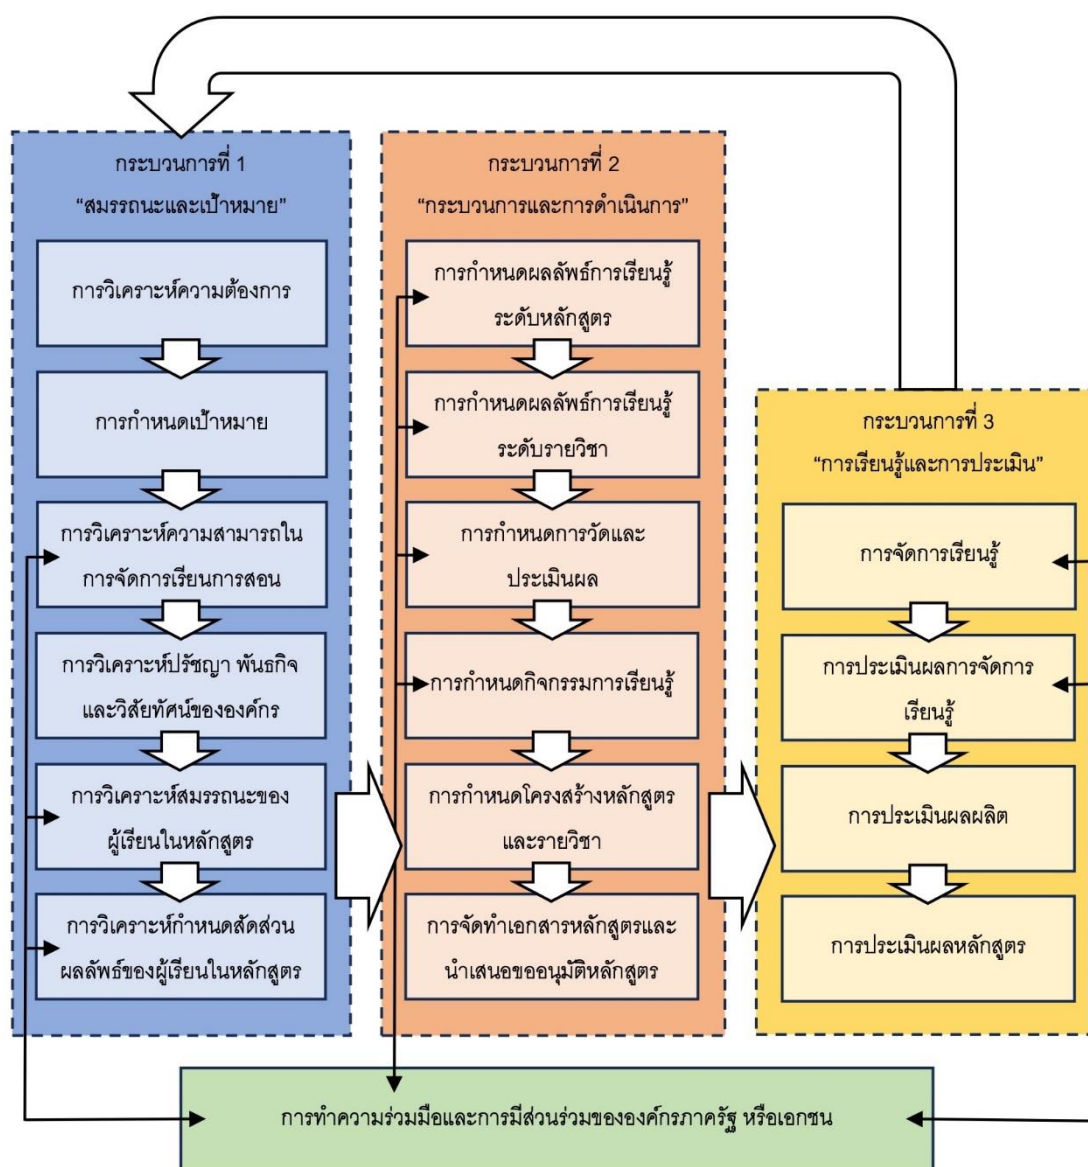 กระบวนการที่ 1
“สมรรถนะและเป้าหมาย”
การวิเคราะห์ความต้องการ
การกำหนดเป้าหมาย
การวิเคราะห์ความสามารถใน
การจัดการเรียนการสอน
การวิเคราะห์ปรัชญา พันธกิจ
และวิสัยทัศน์ขององค์กร
การวิเคราะห์สมรรถนะของ
ผู้เรียนในหลักสูตร
การวิเคราะห์กำหนดสัดส่วน
ผลลัพธ์ของผู้เรียนในหลักสูตร
กระบวนการที่ 2
“กระบวนการและการดำเนินการ”
การกำหนดผลลัพธ์การเรียนรู้
ระดับหลักสูตร
การกำหนดผลลัพธ์การเรียนรู้
ระดับรายวิชา
การกำหนดการวัดและ
ประเมินผล
การกำหนดกิจกรรมการเรียนรู้
การกำหนดโครงสร้างหลักสูตร
และรายวิชา
การจัดทำเอกสารหลักสูตรและ
นำเสนอขออนุมัติหลักสูตร
กระบวนการที่ 3
“การเรียนรู้และการประเมิน”
การจัดการเรียนรู้
การประเมินผลการจัดการ
เรียนรู้
การประเมินผลผลิต
การประเมินผลหลักสูตร
การทำความร่วมมือและการมีส่วนร่วมขององค์กรภาครัฐ หรือเอกชน